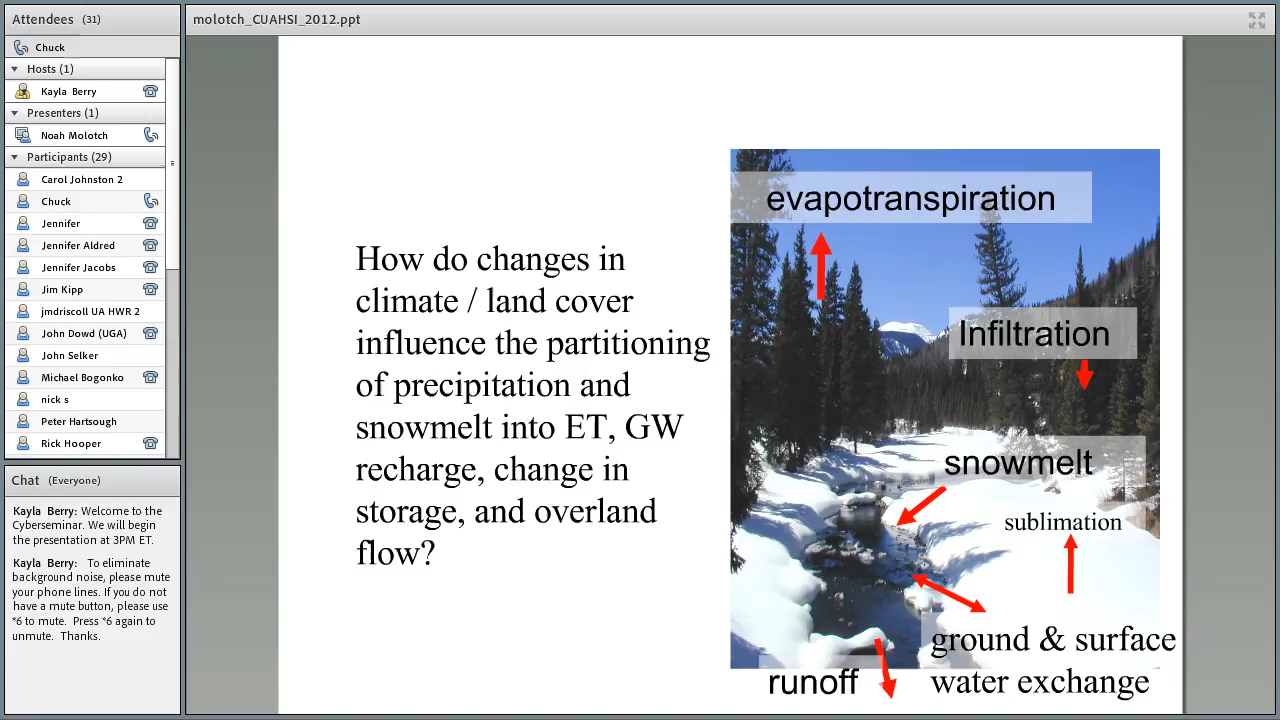 Attendees (31)
Chuck
Hosts (1)
Kayla Berry
Presenters (1)
Noah Molotch
Participants (29)
Carol Johnston 2
Chuck
Jennifer
Jennifer Aldred
Jennifer Jacobs
Jim Kipp
jmdriscoll UA HWR 2
John Dowd (UGA)
John Selker
Michael Bogonko
nick s
Peter Hartsough
Rick Hooper
Chat (Everyone)
Kayla Berry: Welcome to the
Cyberseminar. We will begin
the presentation at 3PM ET.
Kayla Berry: To eliminate
background noise, please mute
your phone lines. If you do not
have a mute button, please use
*6 to mute. Press *6 again to
unmute. Thanks.
molotch_CUAHSI_2012.ppt
How do changes in
climate / land cover
influence the partitioning
of precipitation and
snowmelt into ET, GW
recharge, change in
storage, and overland
flow?
evapotranspiration
Infiltration
snowmelt
sublimation
ground & surface
water exchange
runoff